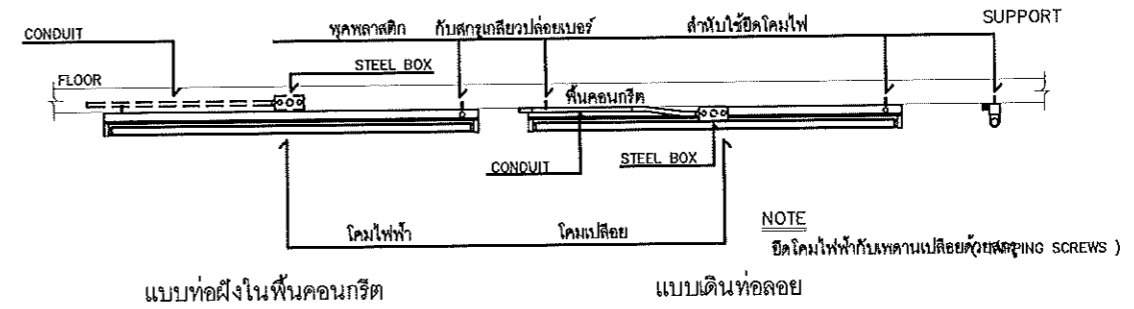 CONDUIT
พุคพลาสติก กับสกรูเกลียวปล่อยเบอร์ สำหับใช้ยึดโคมไฟ
SUPPORT
STEEL BOX
FLOOR
พื้นคอนกรีต
CONDUIT
STEEL BOX
โคมไฟฟ้า
โคมเปลือย
NOTE
ยึดโคมไฟฟ้ากับเพดานเปลือยด้วยสกรู(TAPPING SCREWS )
แบบท่อฝังในพื้นคอนกรีต
แบบเดินท่อลอย